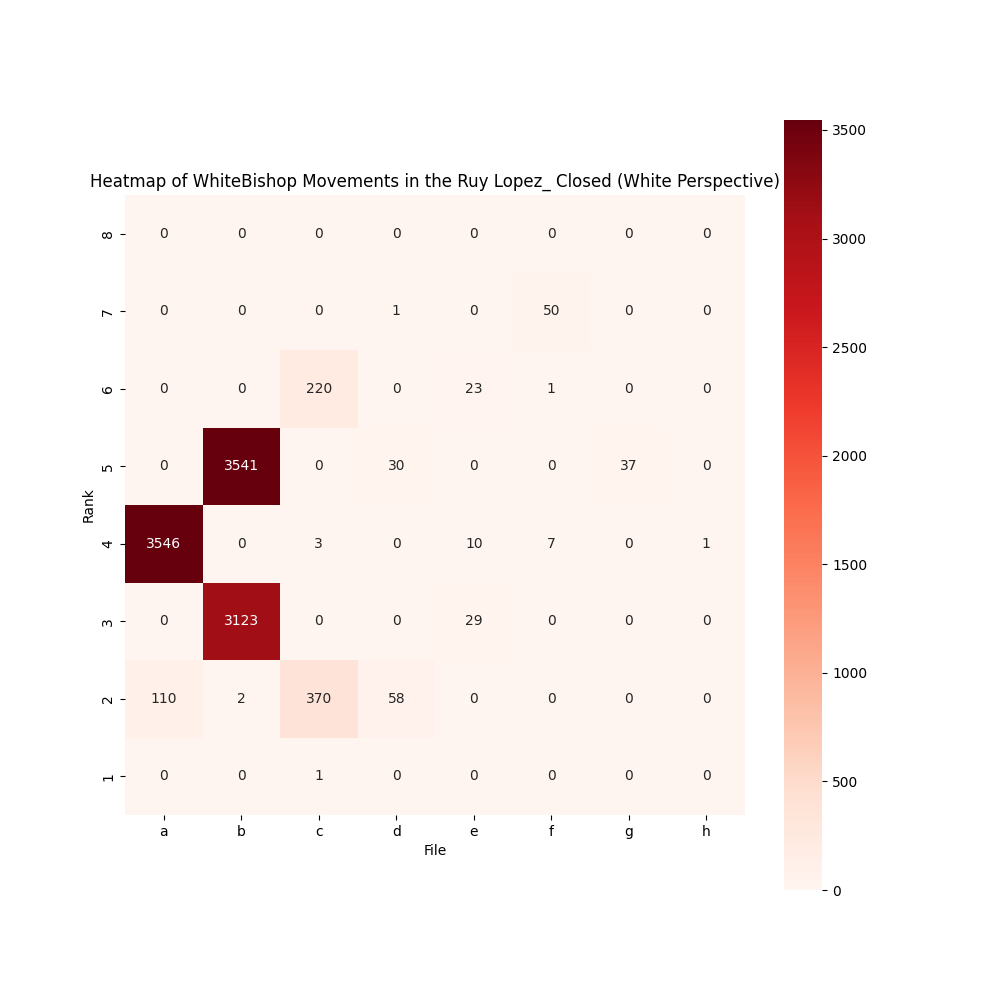 Heatmap of WhiteBishop Movements in the Ruy Lopez_ Closed (White Perspective)
8 0 0 0 0 0 0 0 0
7 0 0 0 1 0 50 0 0
6 0 0 220 0 23 1 0 0
5 0 3541 0 30 0 0 37 0
4 3546 0 3 0 10 7 0 1
3 0 3123 0 0 29 0 0 0
2 110 2 370 58 0 0 0 0
1 0 0 1 0 0 0 0 0
a b c d e f g h
File
Rank
3500
3000
2500
2000
1500
1000
500
0